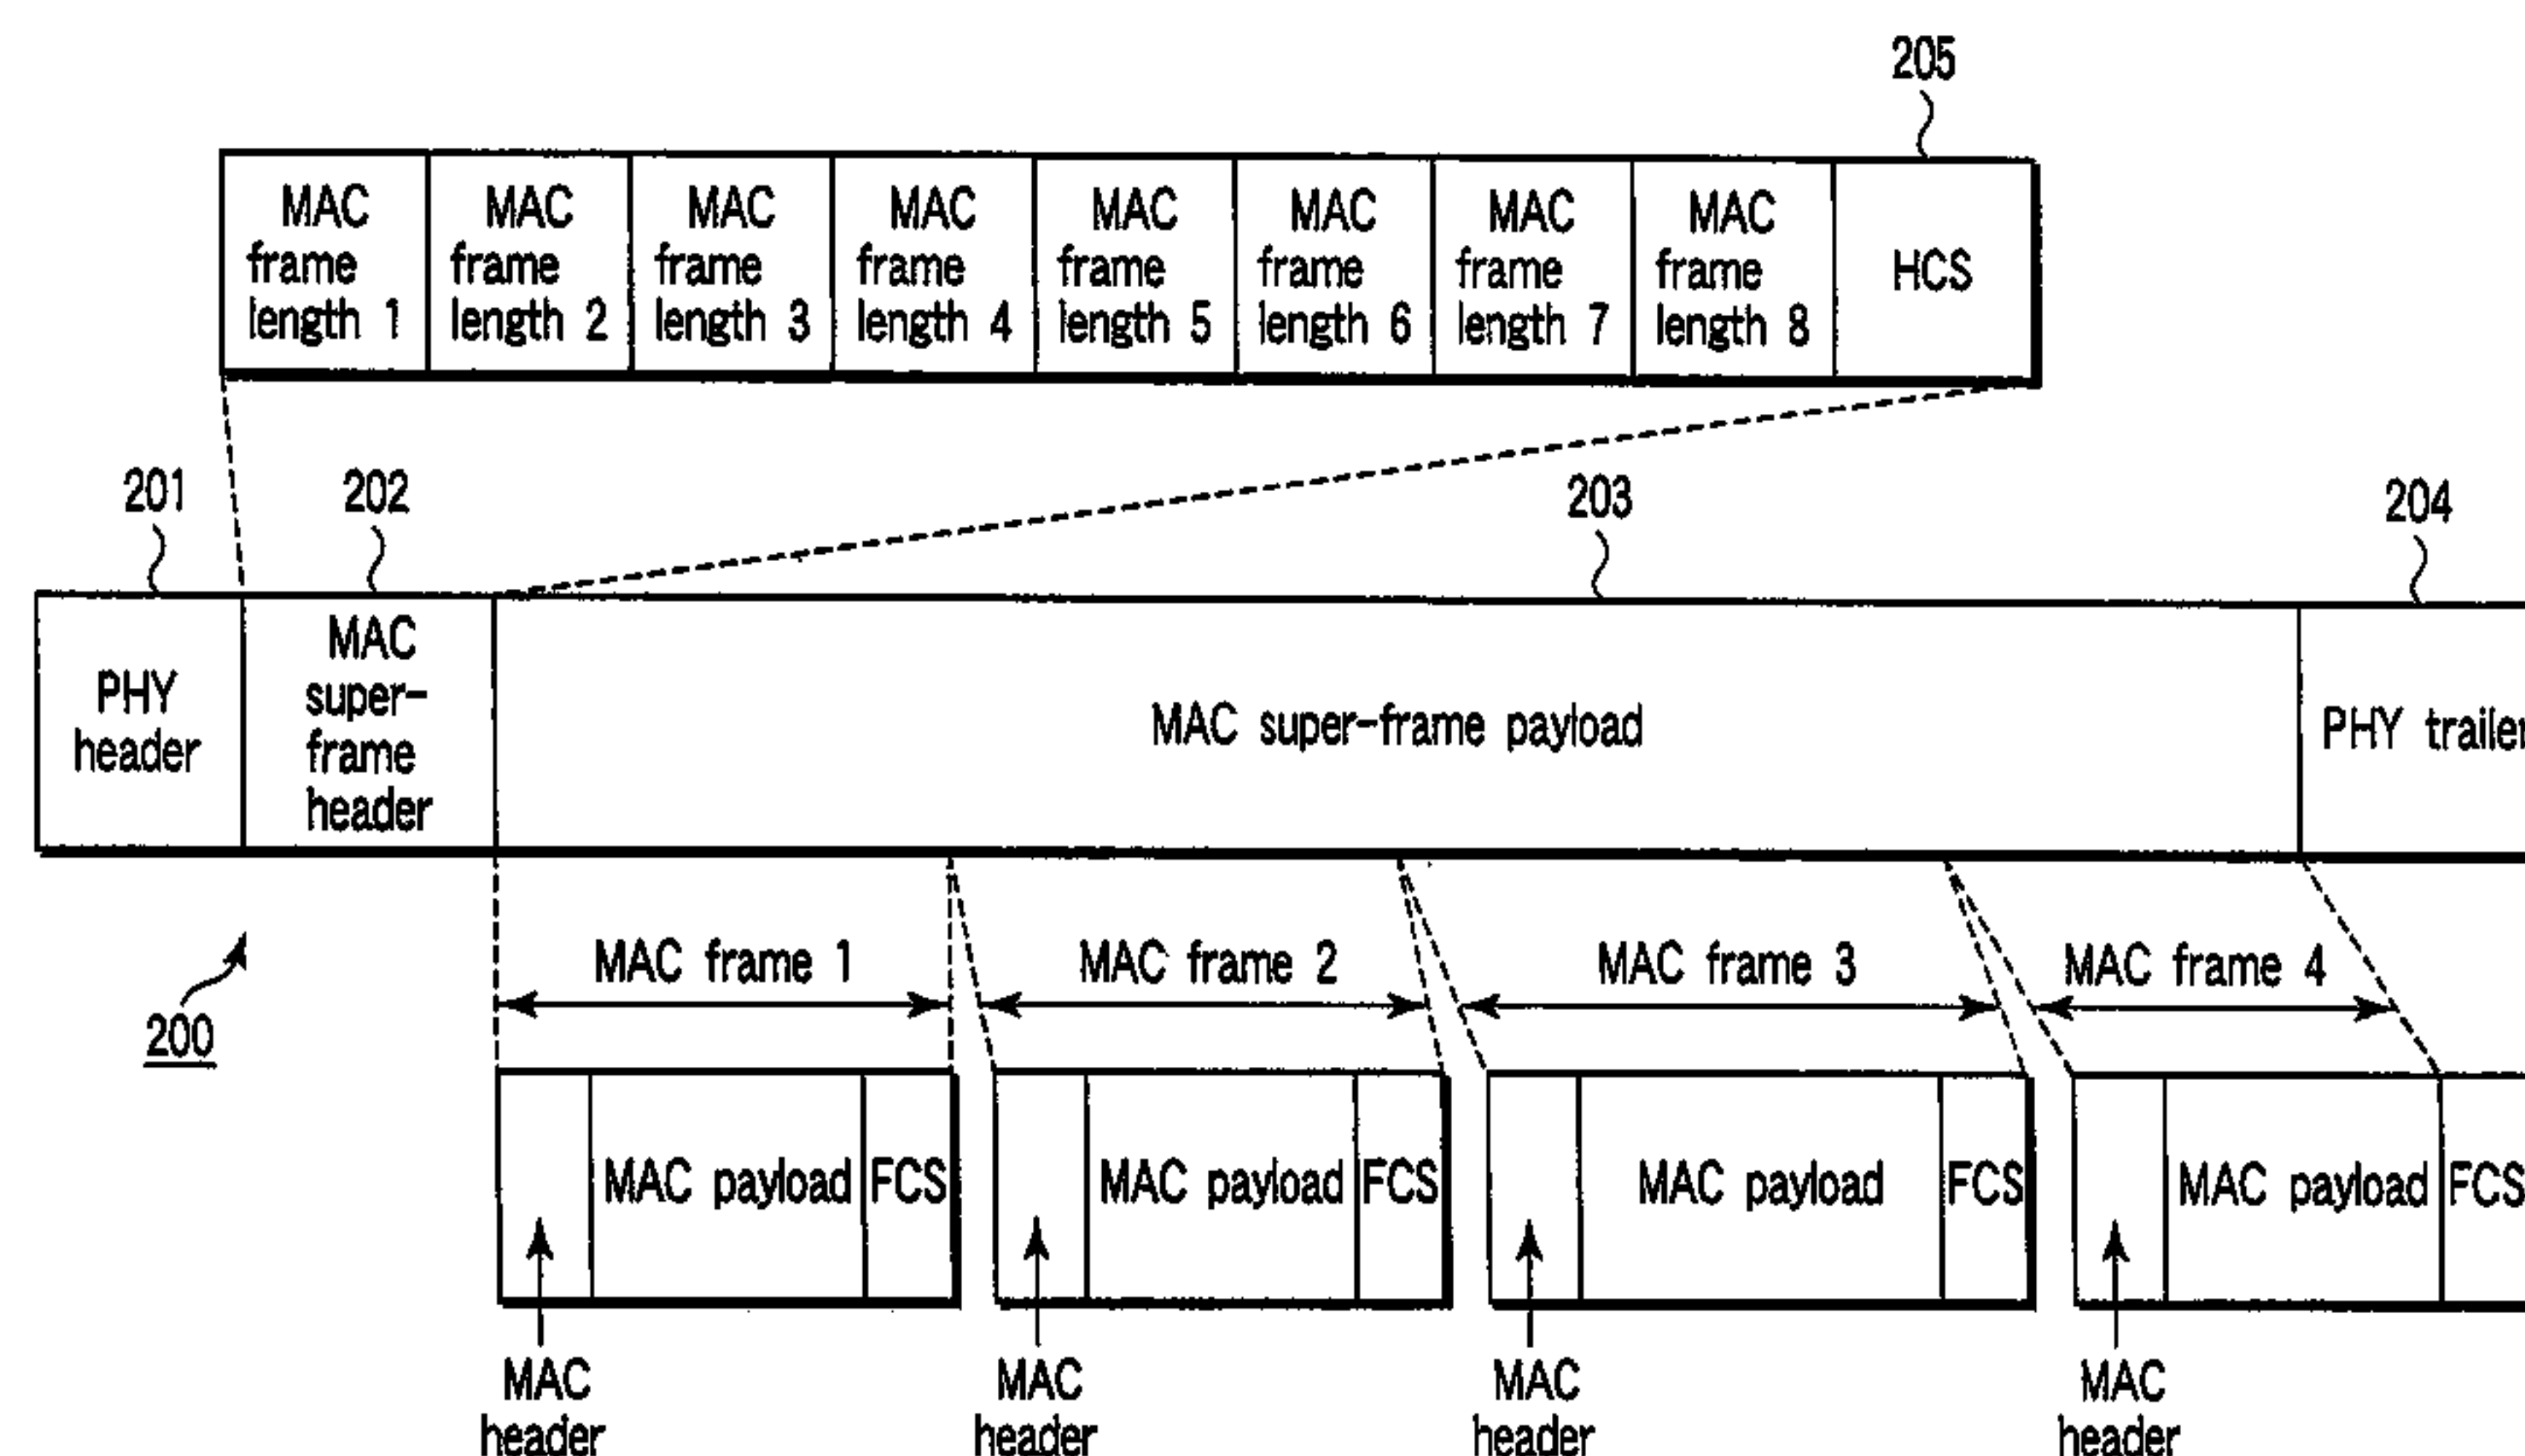 205
MAC frame length 1
MAC frame length 2
MAC frame length 3
MAC frame length 4
MAC frame length 5
MAC frame length 6
MAC frame length 7
MAC frame length 8
HCS
201
202
203
204
PHY header
MAC super-frame header
MAC super-frame payload
PHY trailer
200
MAC frame 1
MAC frame 2
MAC frame 3
MAC frame 4
MAC payload
FCS
MAC payload
FCS
MAC payload
FCS
MAC payload
FCS
MAC header
MAC header
MAC header
MAC header